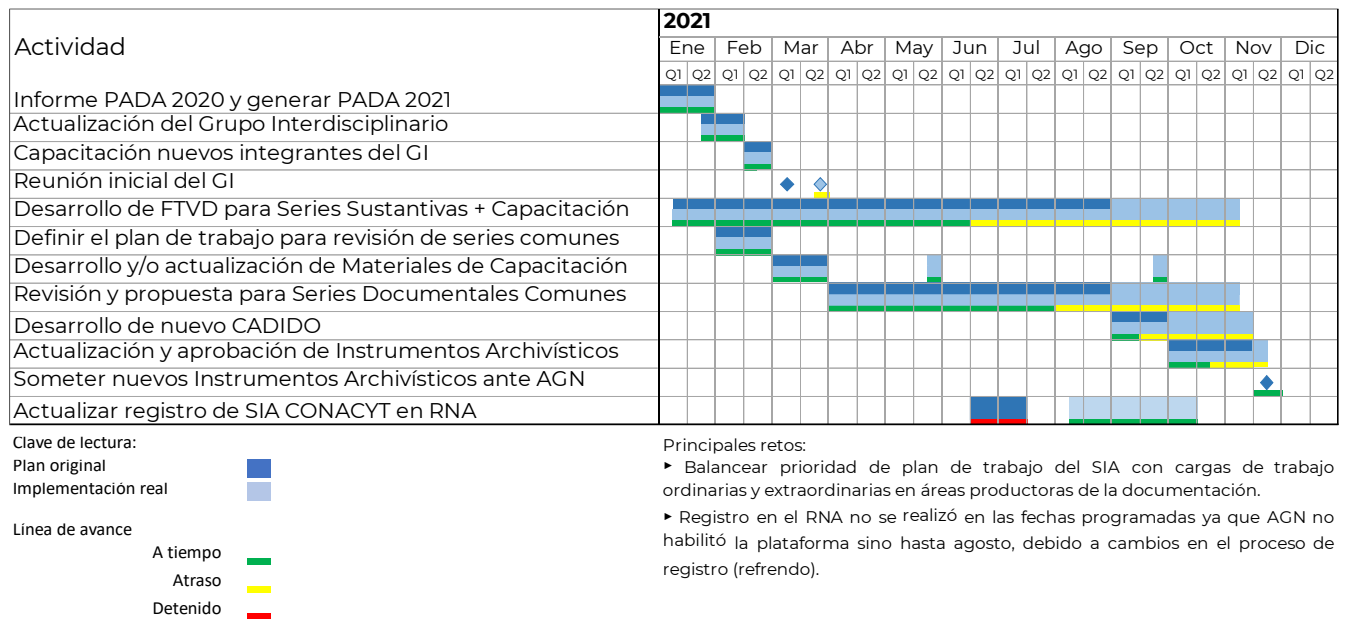 2021
Actividad
Ene Feb Mar Abr May Jun Jul Ago Sep Oct Nov Dic
Q1 Q2 Q1 Q2 Q1 Q2 Q1 Q2 Q1 Q2 Q1 Q2 Q1 Q2 Q1 Q2 Q1 Q2 Q1 Q2 Q1 Q2 Q1 Q2
Informe PADA 2020 y generar PADA 2021
Actualización del Grupo Interdisciplinario
Capacitación nuevos integrantes del GI
Reunión inicial del GI
Desarrollo de FTVD para Series Sustantivas + Capacitación
Definir el plan de trabajo para revisión de series comunes
Desarrollo y/o actualización de Materiales de Capacitación
Revisión y propuesta para Series Documentales Comunes
Desarrollo de nuevo CADIDO
Actualización y aprobación de Instrumentos Archivísticos
Someter nuevos Instrumentos Archivísticos ante AGN
Actualizar registro de SIA CONACYT en RNA
Clave de lectura:
Plan original
Implementación real
Línea de avance
A tiempo
Atraso
Detenido
Principales retos:
‣ Balancear prioridad de plan de trabajo del SIA con cargas de trabajo
ordinarias y extraordinarias en áreas productoras de la documentación.
‣ Registro en el RNA no se realizó en las fechas programadas ya que AGN no
habilitó la plataforma sino hasta agosto, debido a cambios en el proceso de
registro (refrendo).